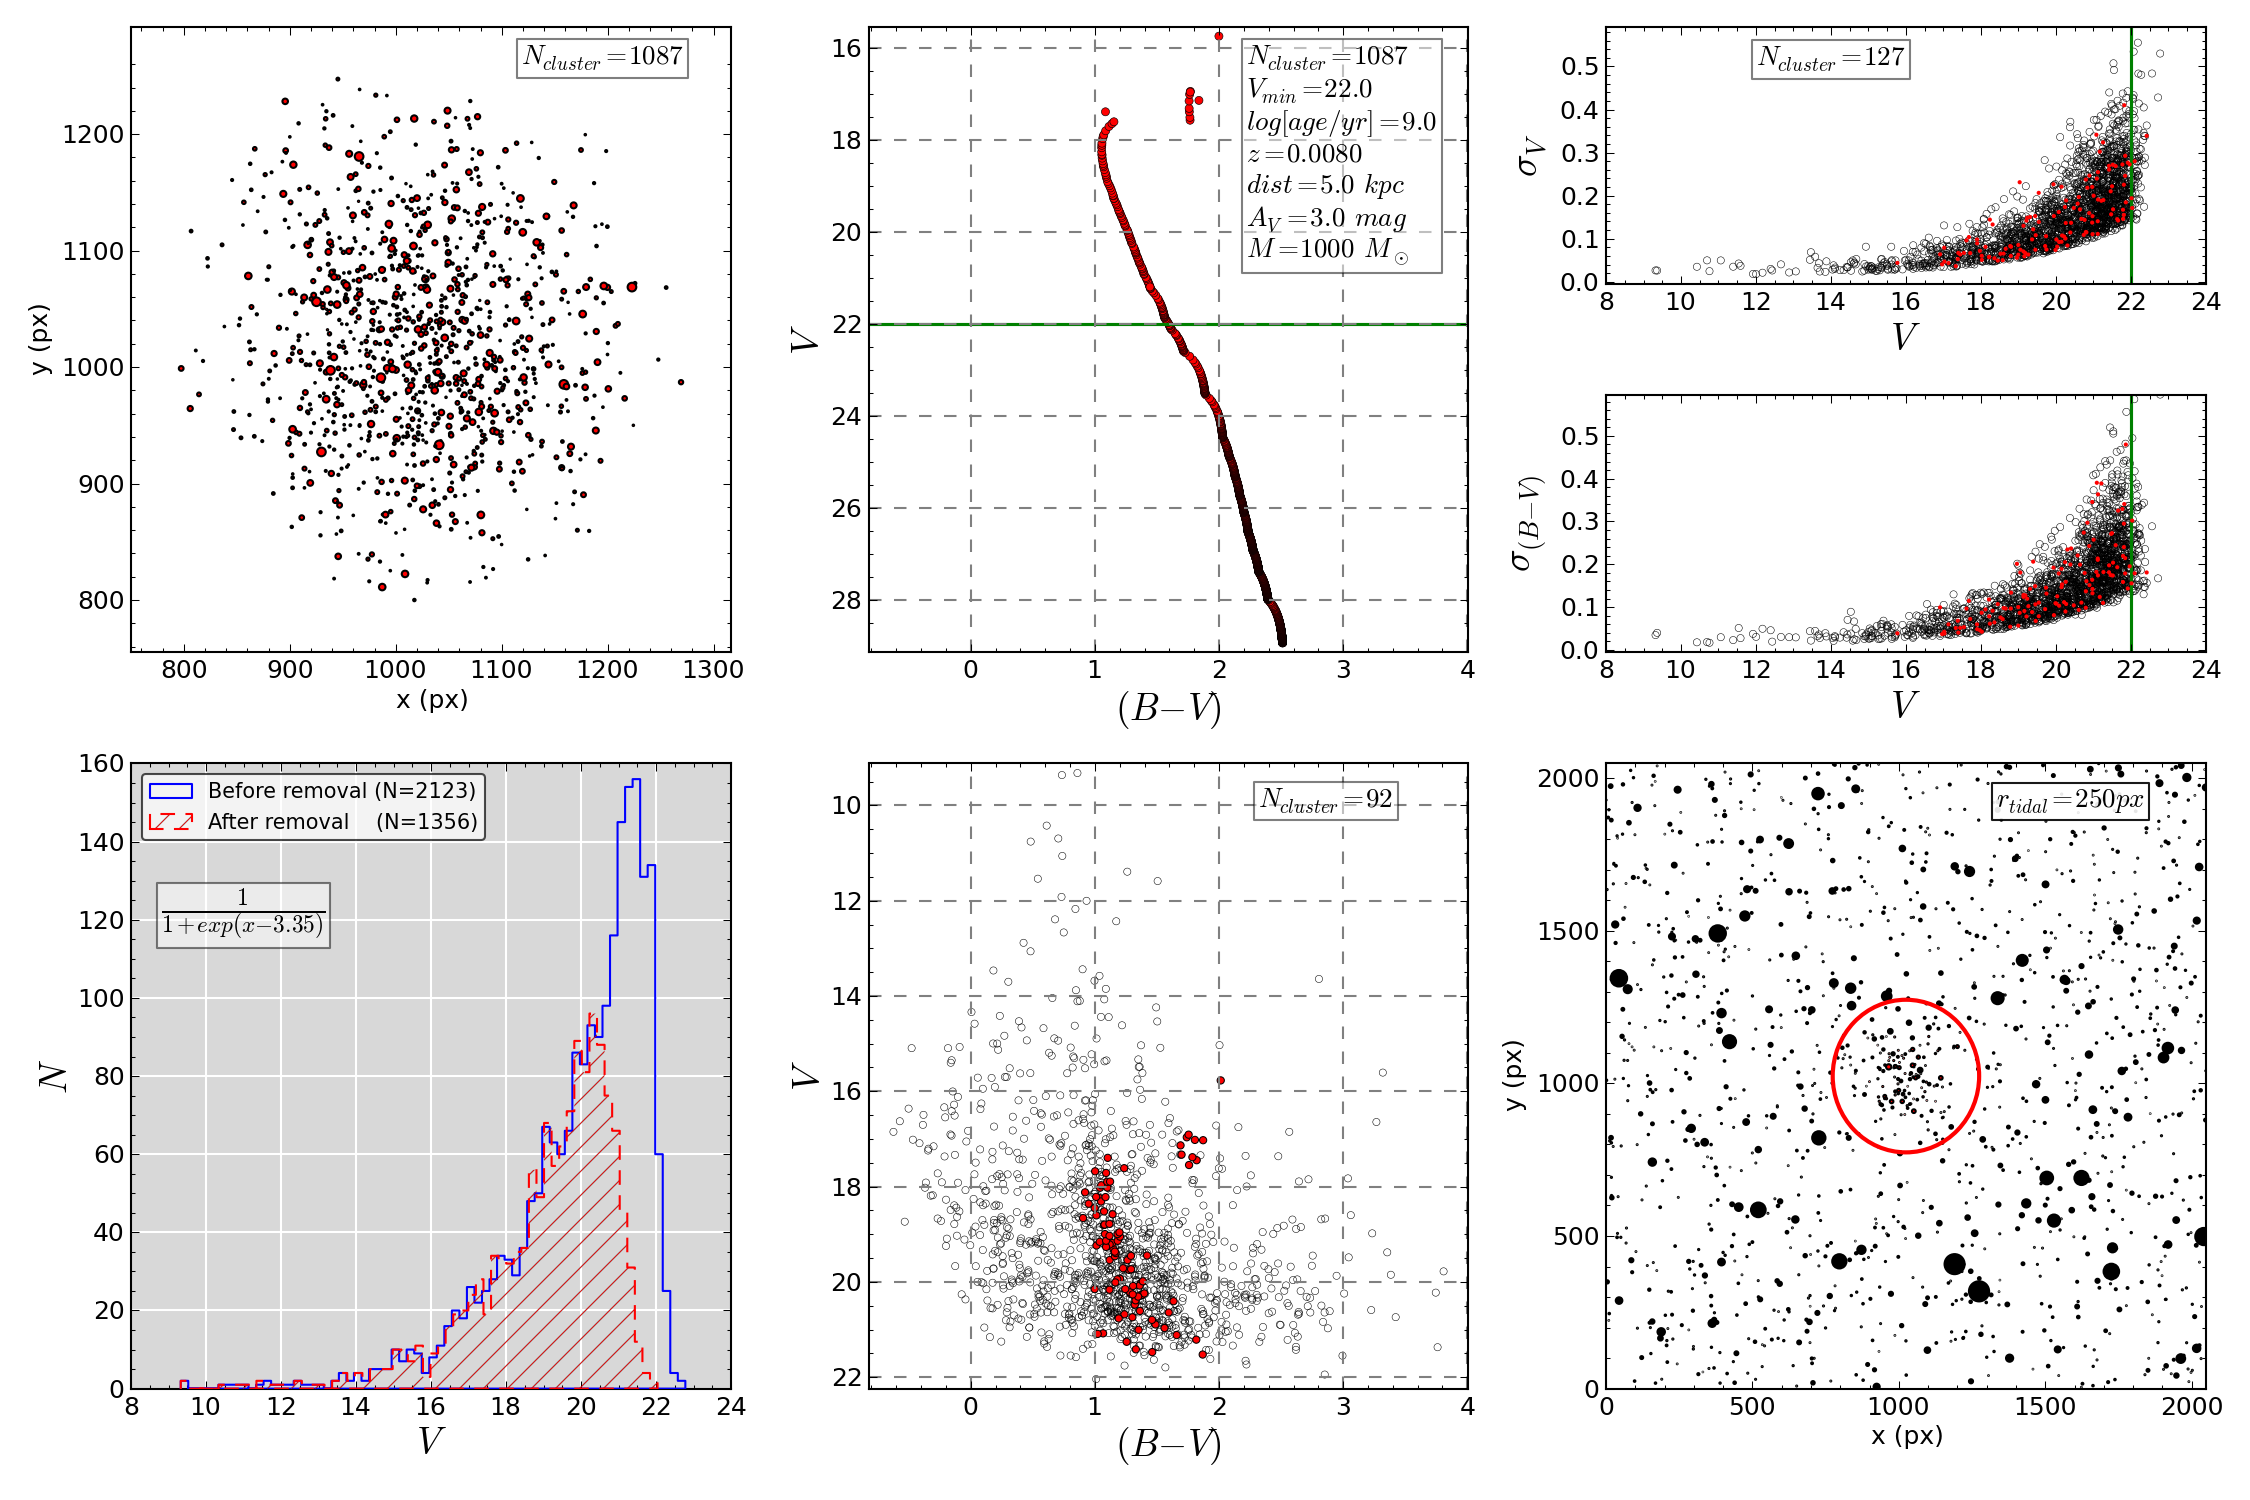 N_cluster=1087
1200
1100
1000
900
800
y (px)
800 900 1000 1100 1200 1300
x (px)
N_cluster=1087
V_min=22.0
log[age/yr]=9.0
z=0.0080
dist=5.0 kpc
A_V=3.0 mag
M=1000 M_⊙
16
18
20
22
24
26
28
V
0 1 2 3 4
(B−V)
N_cluster=127
0.5
0.4
0.3
0.2
0.1
0.0
σ_V
8 10 12 14 16 18 20 22 24
V
0.5
0.4
0.3
0.2
0.1
0.0
σ_(B−V)
8 10 12 14 16 18 20 22 24
V
160
140
120
100
80
60
40
20
0
N
Before removal (N=2123)
After removal (N=1356)
1
1+exp(x−3.35)
8 10 12 14 16 18 20 22 24
V
N_cluster=92
10
12
14
16
18
20
22
V
0 1 2 3 4
(B−V)
r_tidal=250px
2000
1500
1000
500
0
y (px)
0 500 1000 1500 2000
x (px)